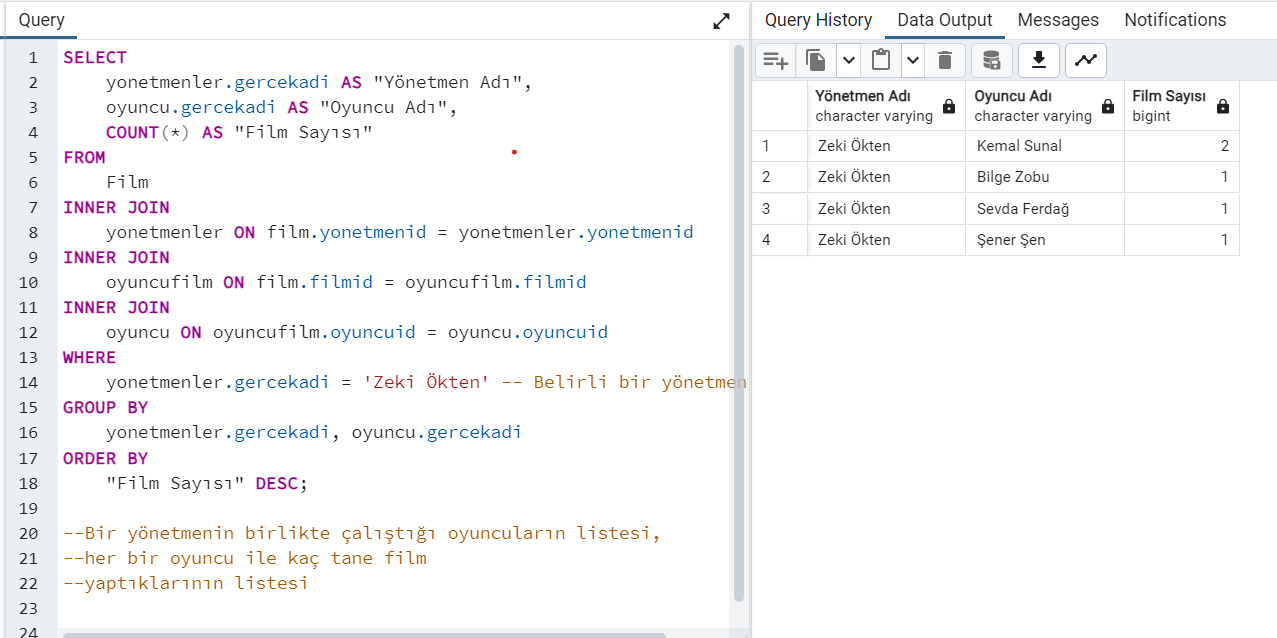 Query
1 SELECT
2 yonetmenler.gercekadi AS "Yönetmen Adı",
3 oyuncu.gercekadi AS "Oyuncu Adı",
4 COUNT(*) AS "Film Sayısı"
5 FROM
6 Film
7 INNER JOIN
8 yonetmenler ON film.yonetmenid = yonetmenler.yonetmenid
9 INNER JOIN
10 oyuncufilm ON film.filmid = oyuncufilm.filmid
11 INNER JOIN
12 oyuncu ON oyuncufilm.oyuncuid = oyuncu.oyuncuid
13 WHERE
14 yonetmenler.gercekadi = 'Zeki Ökten' -- Belirli bir yönetmen
15 GROUP BY
16 yonetmenler.gercekadi, oyuncu.gercekadi
17 ORDER BY
18 "Film Sayısı" DESC;
19
20 --Bir yönetmenin birlikte çalıştığı oyuncuların listesi,
21 --her bir oyuncu ile kaç tane film
22 --yaptıklarının listesi
23
24
Query History Data Output Messages Notifications
Yönetmen Adı Oyuncu Adı Film Sayısı
character varying character varying bigint
1 Zeki Ökten Kemal Sunal 2
2 Zeki Ökten Bilge Zobu 1
3 Zeki Ökten Sevda Ferdağ 1
4 Zeki Ökten Şener Şen 1